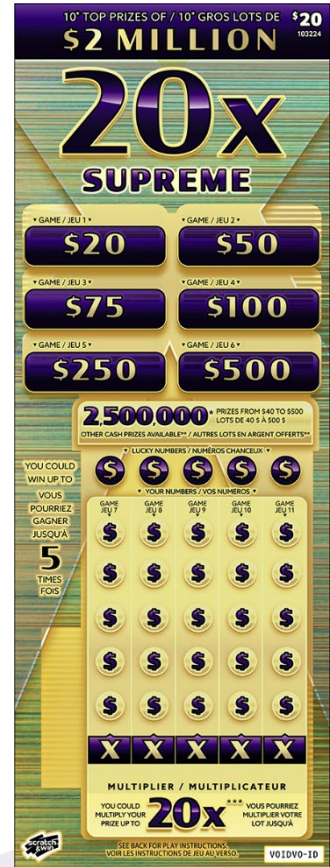 10* TOP PRIZES OF / 10* GROS LOTS DE
$2 MILLION
$20
103224
20x
SUPREME
GAME / JEU 1
GAME / JEU 2
$20
$50
GAME / JEU 3
GAME / JEU 4
$75
$100
GAME / JEU 5
GAME / JEU 6
$250
$500
2,500,000* PRIZES FROM $40 TO $500
LOTS DE 40 $ À 500 $
OTHER CASH PRIZES AVAILABLE** / AUTRES LOTS EN ARGENT OFFERTS**
LUCKY NUMBERS / NUMÉROS CHANCEUX
$ $ $ $ $
YOUR NUMBERS / VOS NUMÉROS
GAME GAME GAME GAME GAME
JEU 7 JEU 8 JEU 9 JEU 10 JEU 11
$ $ $ $ $
$ $ $ $ $
$ $ $ $ $
$ $ $ $ $
$ $ $ $ $
X X X X X
YOU COULD
WIN UP TO
VOUS
POURRIEZ
GAGNER
JUSQU'À
5
TIMES
FOIS
MULTIPLIER / MULTIPLICATEUR
YOU COULD
MULTIPLY YOUR
PRIZE UP TO
20x***
VOUS POURRIEZ
MULTIPLIER VOTRE
LOT JUSQU'À
scratch
&win
SEE BACK FOR PLAY INSTRUCTIONS.
VOIR LES INSTRUCTIONS DE JEU AU VERSO.
VOIDVO-ID